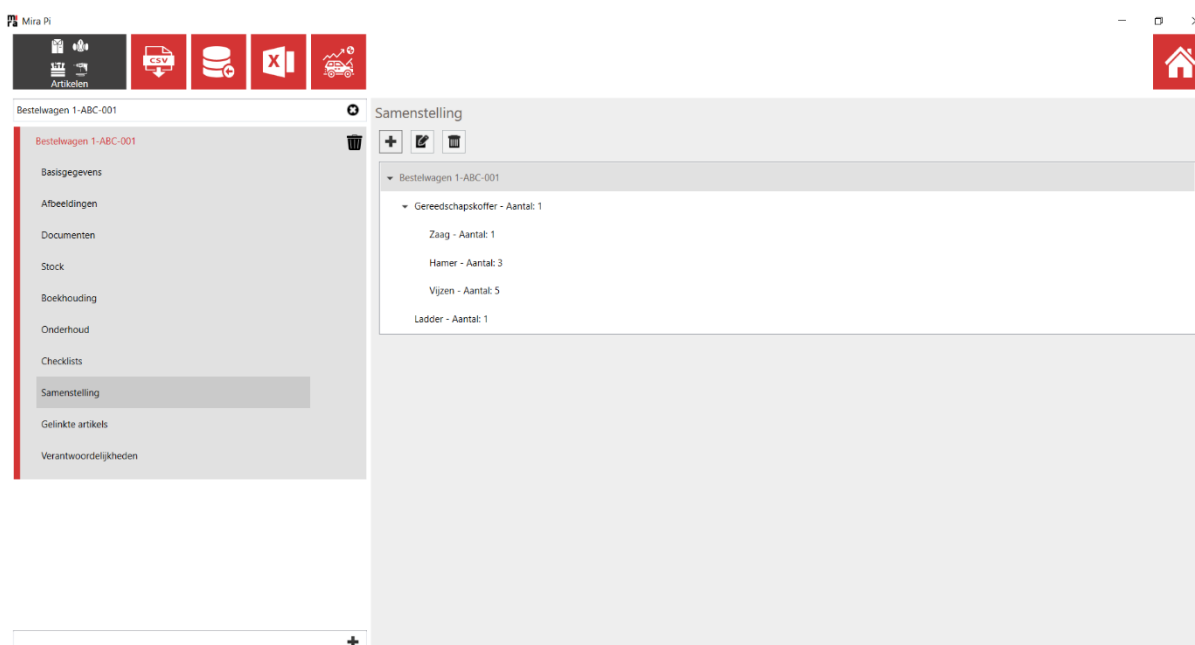 mi
ra Mira Pi
Artikelen
CSV
X
Bestelwagen 1-ABC-001
Bestelwagen 1-ABC-001
Basisgegevens
Afbeeldingen
Documenten
Stock
Boekhouding
Onderhoud
Checklists
Samenstelling
Gelinkte artikels
Verantwoordelijkheden
Samenstelling
Bestelwagen 1-ABC-001
Gereedschapskoffer - Aantal: 1
Zaag - Aantal: 1
Hamer - Aantal: 3
Vijzen - Aantal: 5
Ladder - Aantal: 1